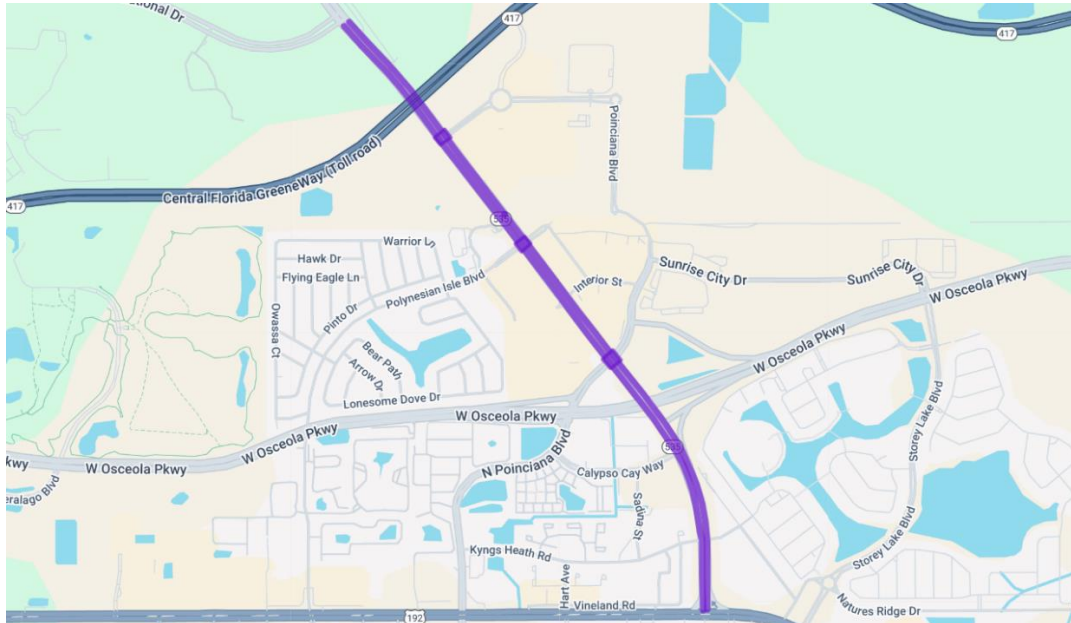 tional Dr
417
417
Poinciana Blvd
Central Florida GreeneWay (Toll road)
417
535
Warrior Ln
Hawk Dr
Flying Eagle Ln
Polynesian Isle Blvd
Sunrise City Dr
Sunrise City Dr
Interior St
W Osceola Pkwy
Owassa Ct
Pinto Dr
Bear Path
Arrow Dr
W Osceola Pkwy
Lonesome Dove Dr
W Osceola Pkwy
W Osceola Pkwy
kwy
W Osceola Pkwy
N Poinciana Blvd
535
Storey Lake Blvd
Calypso Cay Way
eralago Blvd
Sadina St
Kyngs Heath Rd
Storey Lake Blvd
Hart Ave
Vineland Rd
192
Natures Ridge Dr